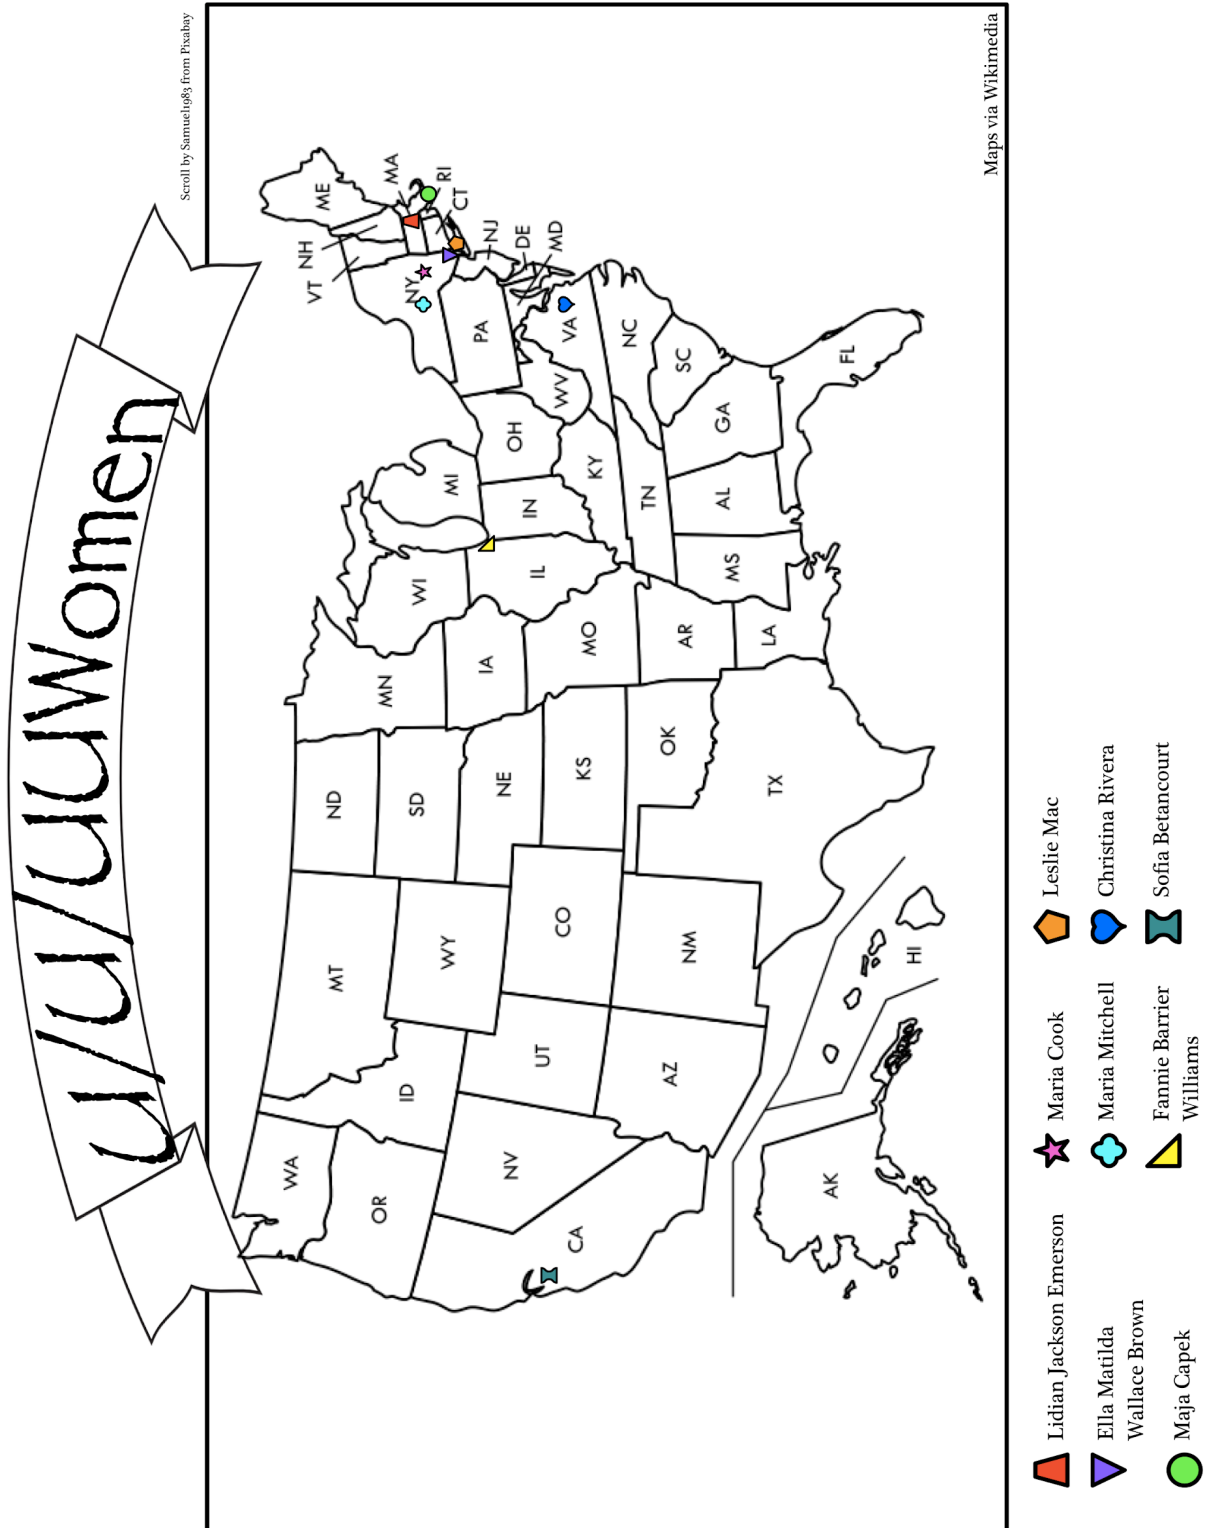 u/u/uuWomen
Scroll by Samuel1983 from Pixabay
ME
VT
NH
MA
RI
CT
NY
NJ
DE
MD
PA
WA
MT
ND
MN
WI
MI
OR
ID
WY
SD
IA
IL
IN
OH
WV
VA
NV
UT
CO
NE
KS
MO
KY
CA
AZ
NM
OK
AR
TN
NC
SC
TX
LA
MS
AL
GA
FL
AK
HI
Maps via Wikimedia
Lidian Jackson Emerson
Maria Cook
Leslie Mac
Ella Matilda
Wallace Brown
Maria Mitchell
Christina Rivera
Maja Capek
Fannie Barrier
Williams
Sofia Betancourt